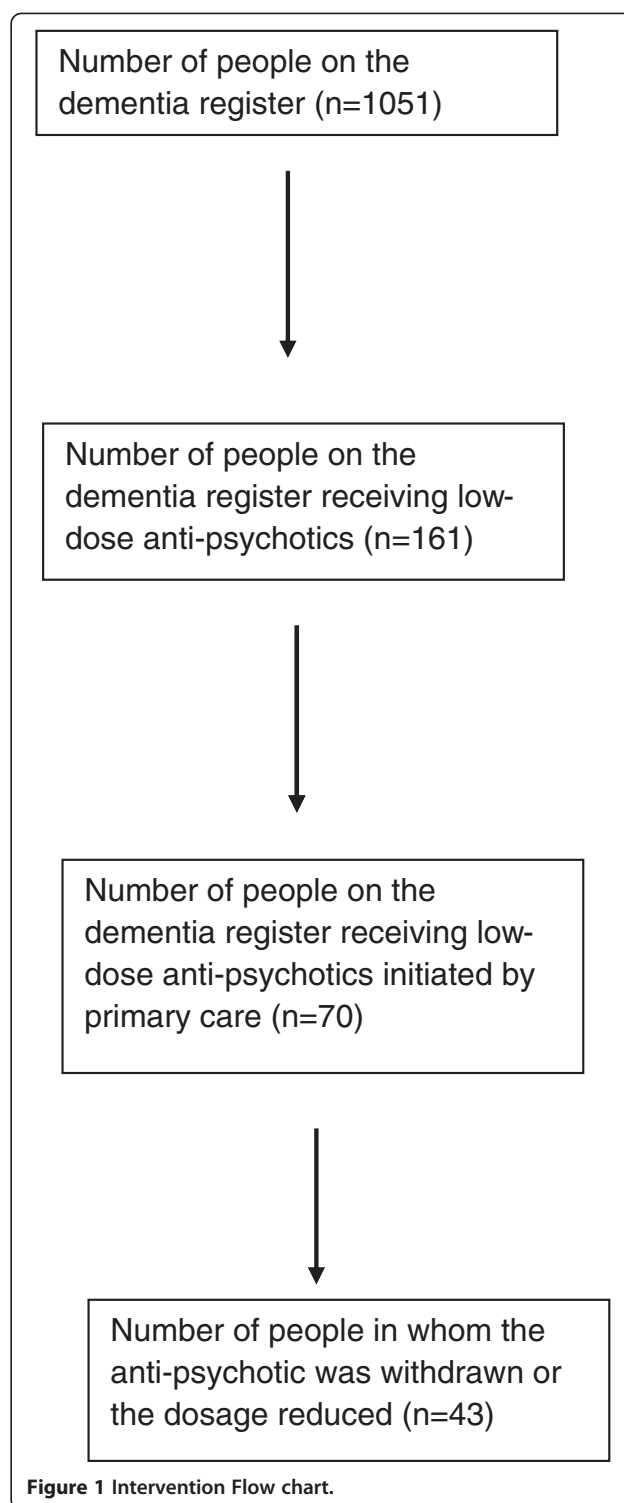 Number of people on the
dementia register (n=1051)
Number of people on the
dementia register receiving low-
dose anti-psychotics (n=161)
Number of people on the
dementia register receiving low-
dose anti-psychotics initiated by
primary care (n=70)
Number of people in whom the
anti-psychotic was withdrawn or
the dosage reduced (n=43)
Figure 1 Intervention Flow chart.